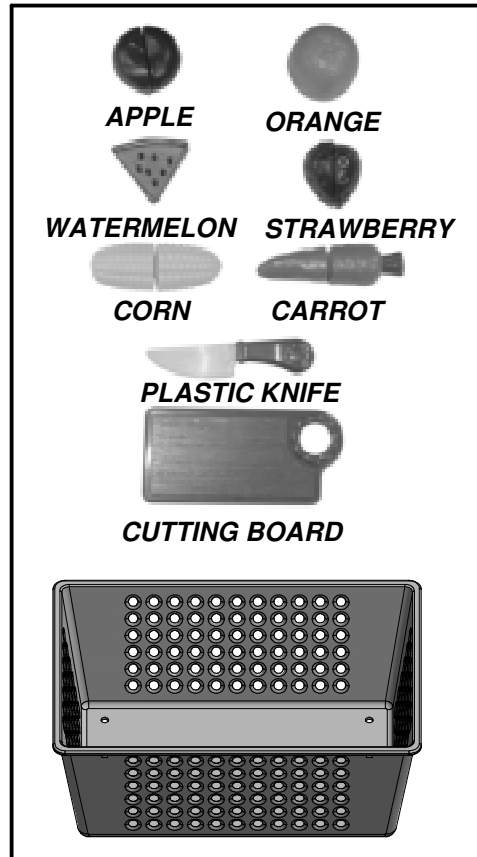 APPLE
ORANGE
WATERMELON
STRAWBERRY
CORN
CARROT
PLASTIC KNIFE
CUTTING BOARD